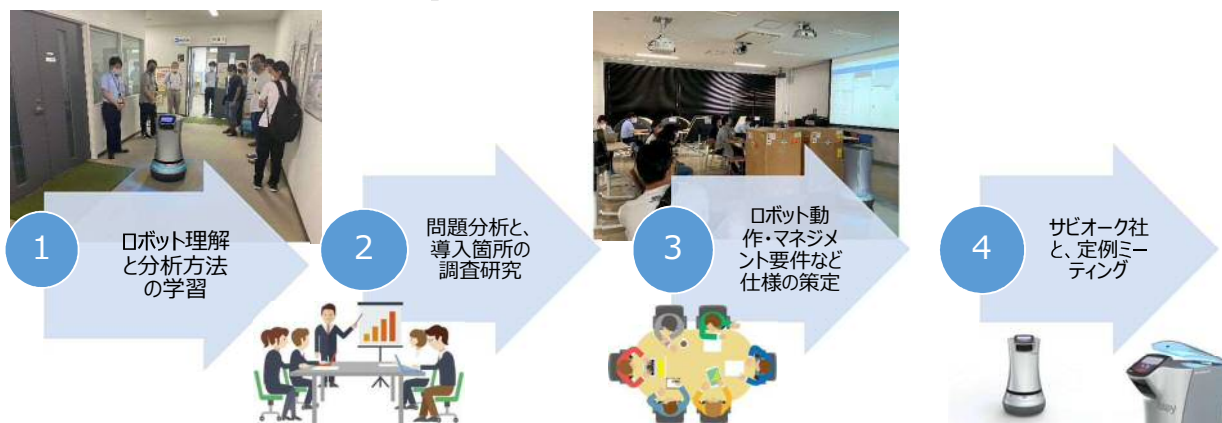 1
ロボット理解
と分析方法
の学習
2
問題分析と、
導入箇所の
調査研究
3
ロボット動
作・マネジメ
ント要件など
仕様の策定
4
サビオーク社
と、定例ミー
ティング